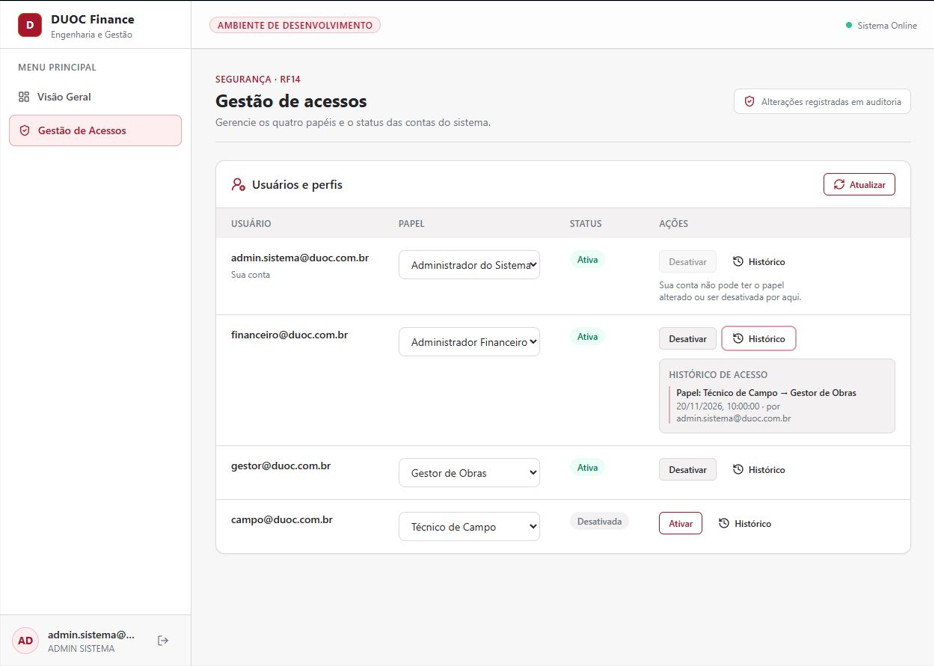 D
DUOC Finance
Engenharia e Gestão
MENU PRINCIPAL
Visão Geral
Gestão de Acessos
AMBIENTE DE DESENVOLVIMENTO
Sistema Online
SEGURANÇA · RF14
Gestão de acessos
Gerencie os quatro papéis e o status das contas do sistema.
Alterações registradas em auditoria
Usuários e perfis
Atualizar
USUÁRIO PAPEL STATUS AÇÕES
admin.sistema@duoc.com.br
Sua conta
Administrador do Sistema
Ativa
Desativar
Histórico
Sua conta não pode ter o papel
alterado ou ser desativada por aqui.
financeiro@duoc.com.br
Administrador Financeiro
Ativa
Desativar
Histórico
HISTÓRICO DE ACESSO
Papel: Técnico de Campo → Gestor de Obras
20/11/2026, 10:00:00 · por
admin.sistema@duoc.com.br
gestor@duoc.com.br
Gestor de Obras
Ativa
Desativar
Histórico
campo@duoc.com.br
Técnico de Campo
Desativada
Ativar
Histórico
AD
admin.sistema@...
ADMIN SISTEMA